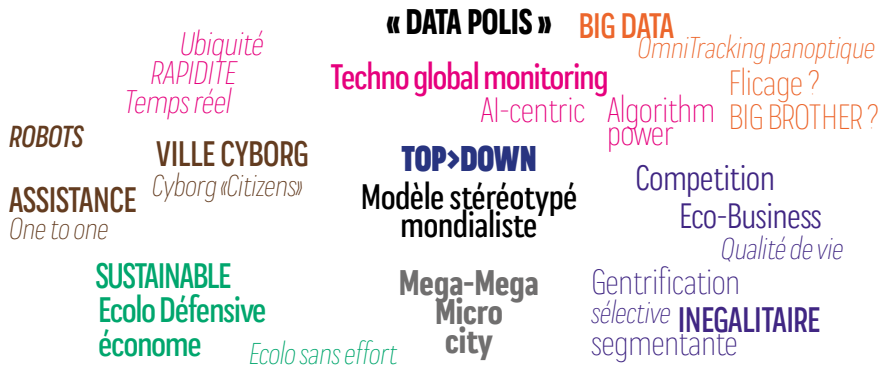 « DATA POLIS »
BIG DATA
OmniTracking panoptique
Flicage ?
BIG BROTHER ?
Ubiquité
RAPIDITE
Temps réel
Techno global monitoring
AI-centric
Algorithm
power
ROBOTS
VILLE CYBORG
Cyborg «Citizens»
ASSISTANCE
One to one
TOP>DOWN
Modèle stéréotypé
mondialiste
Competition
Eco-Business
Qualité de vie
SUSTAINABLE
Ecolo Défensive
économe
Ecolo sans effort
Mega-Mega
Micro
city
Gentrification
sélective INEGALITAIRE
segmentante